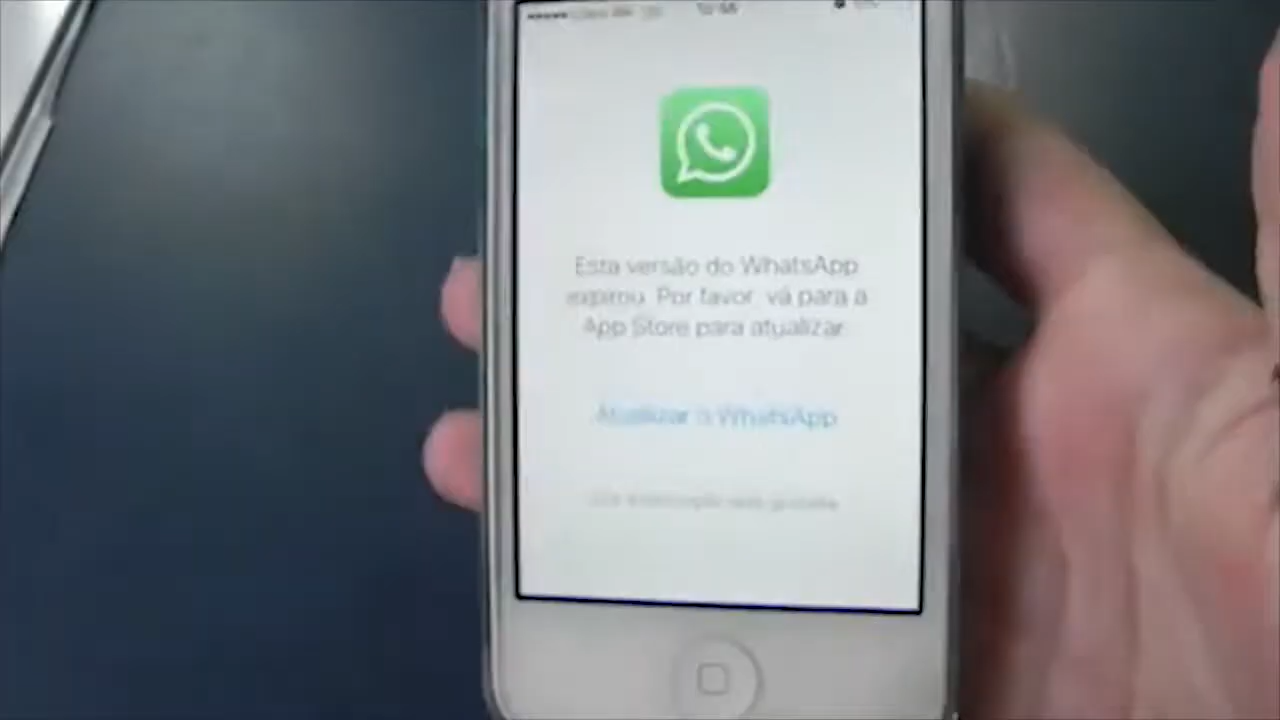 Esta versão do WhatsApp
expirou. Por favor, vá para a
App Store para atualizar.
Atualizar o WhatsApp